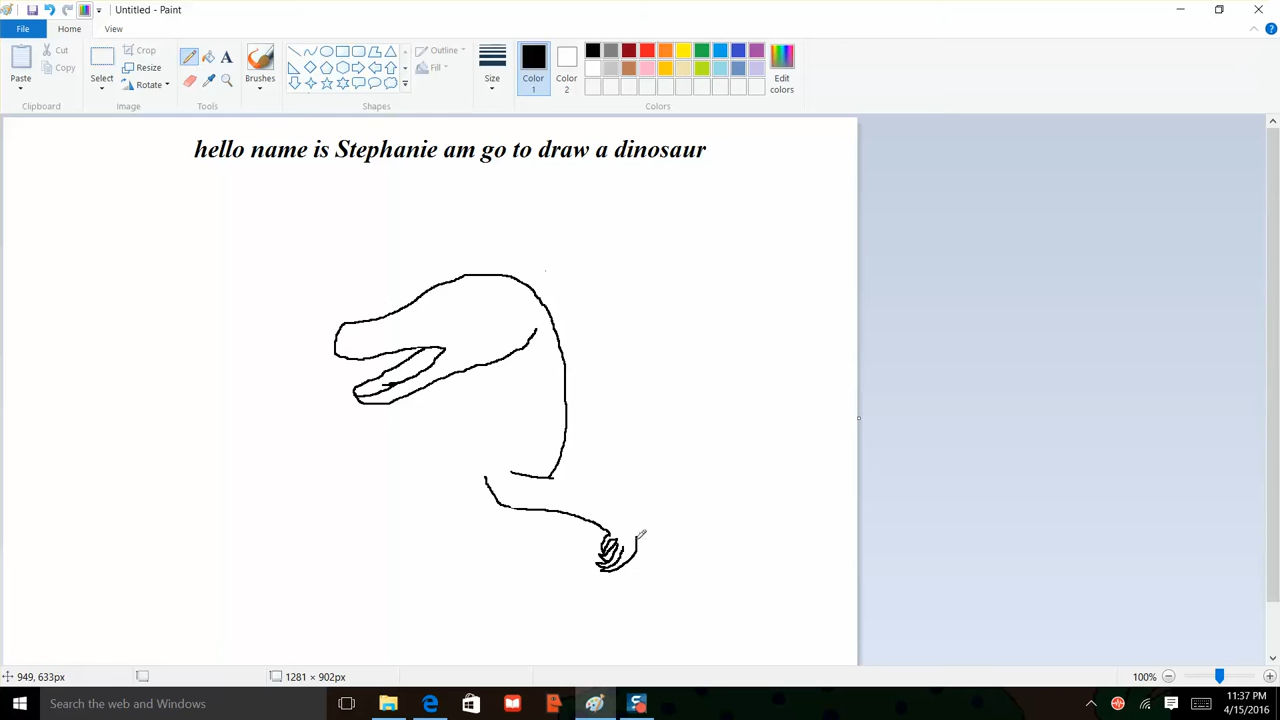 Untitled - Paint
File Home View
Paste
Cut
Copy
Clipboard
Select
Crop
Resize
Rotate
Image
Tools
Brushes
Shapes
Outline
Fill
Size
Color 1
Color 2
Colors
Edit colors
hello name is Stephanie am go to draw a dinosaur
949, 633px
1281 × 902px
100%
Search the web and Windows
11:37 PM
4/15/2016